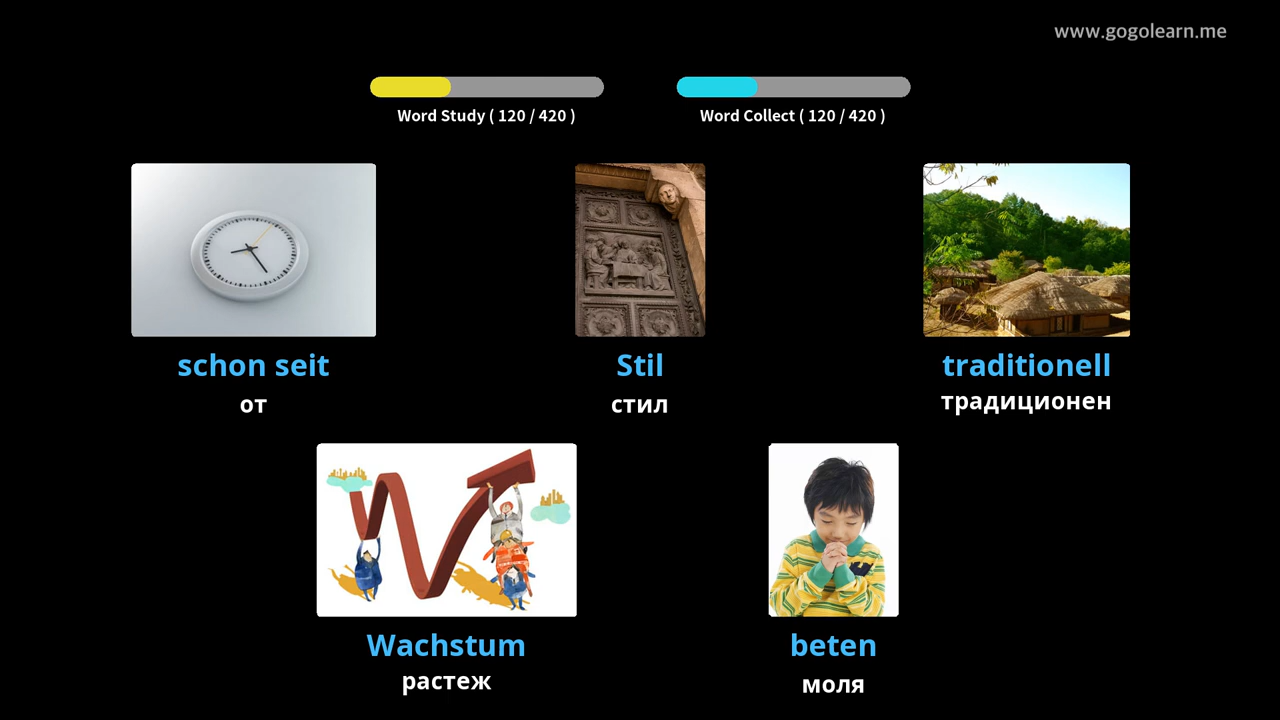 www.gogolearn.me
Word Study ( 120 / 420 )
Word Collect ( 120 / 420 )
schon seit
от
Stil
стил
traditionell
традиционен
Wachstum
растеж
beten
моля